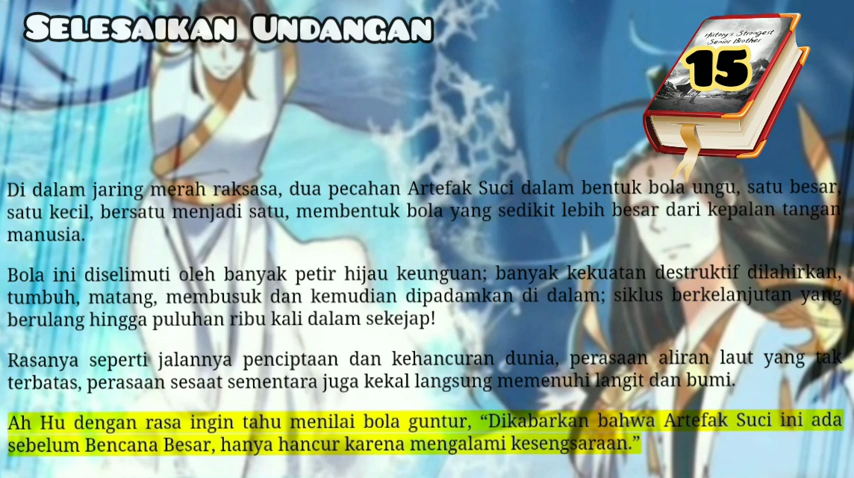 Selesaikan Undangan
History's Strongest
Senior Brother
15
Di dalam jaring merah raksasa, dua pecahan Artefak Suci dalam bentuk bola ungu, satu besar,
satu kecil, bersatu menjadi satu, membentuk bola yang sedikit lebih besar dari kepalan tangan
manusia.
Bola ini diselimuti oleh banyak petir hijau keunguan; banyak kekuatan destruktif dilahirkan,
tumbuh, matang, membusuk dan kemudian dipadamkan di dalam; siklus berkelanjutan yang
berulang hingga puluhan ribu kali dalam sekejap!
Rasanya seperti jalannya penciptaan dan kehancuran dunia, perasaan aliran laut yang tak
terbatas, perasaan sesaat sementara juga kekal langsung memenuhi langit dan bumi.
Ah Hu dengan rasa ingin tahu menilai bola guntur, “Dikabarkan bahwa Artefak Suci ini ada
sebelum Bencana Besar, hanya hancur karena mengalami kesengsaraan.”